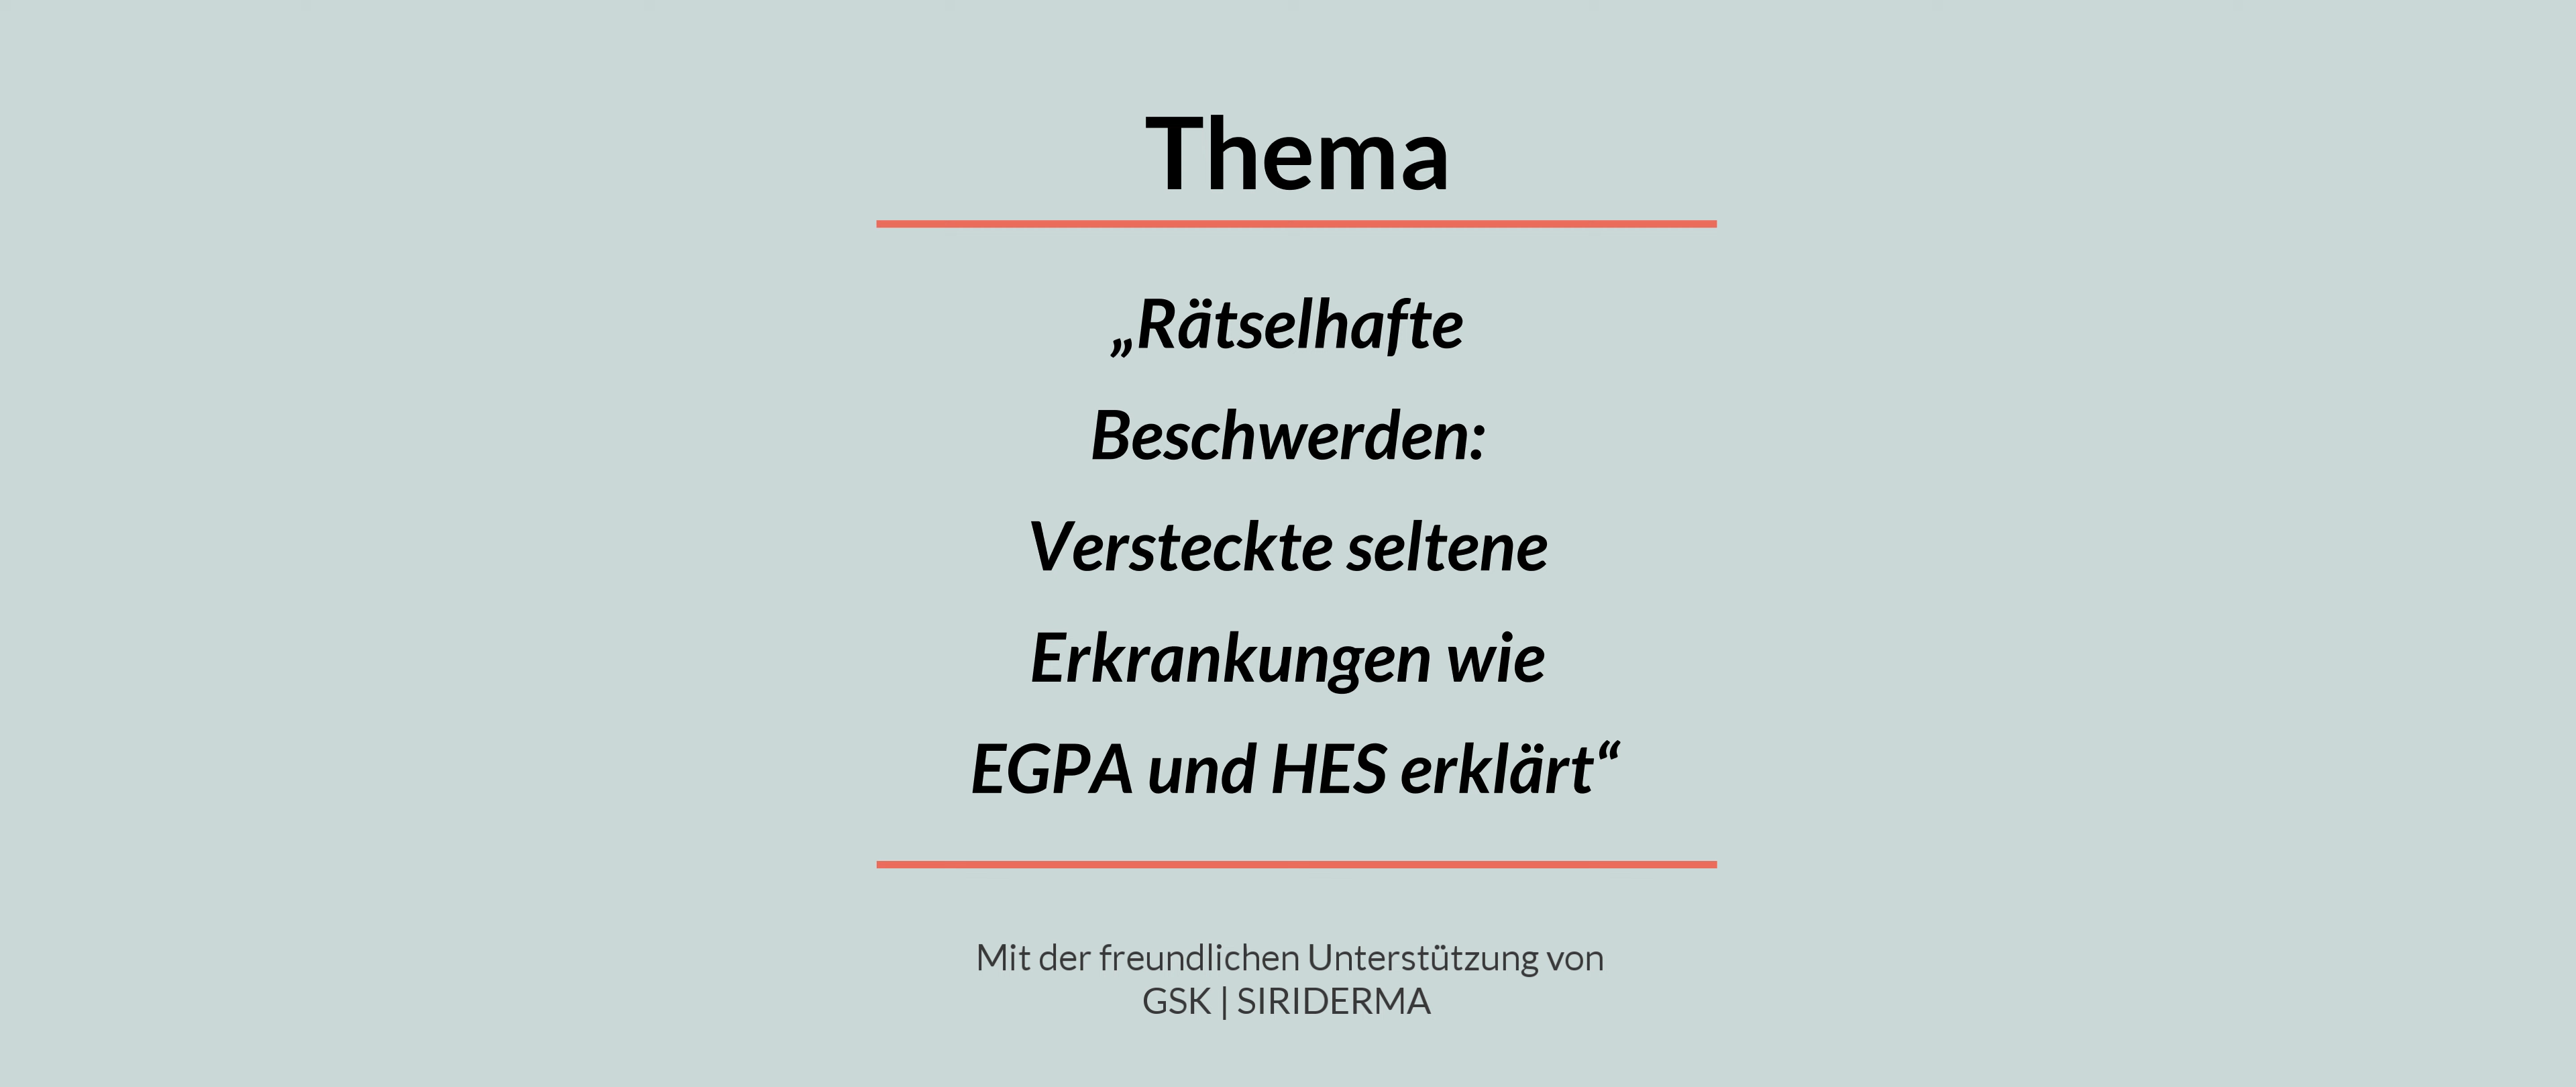 Thema
„Rätselhafte
Beschwerden:
Versteckte seltene
Erkrankungen wie
EGPA und HES erklärt“
Mit der freundlichen Unterstützung von
GSK | SIRIDERMA